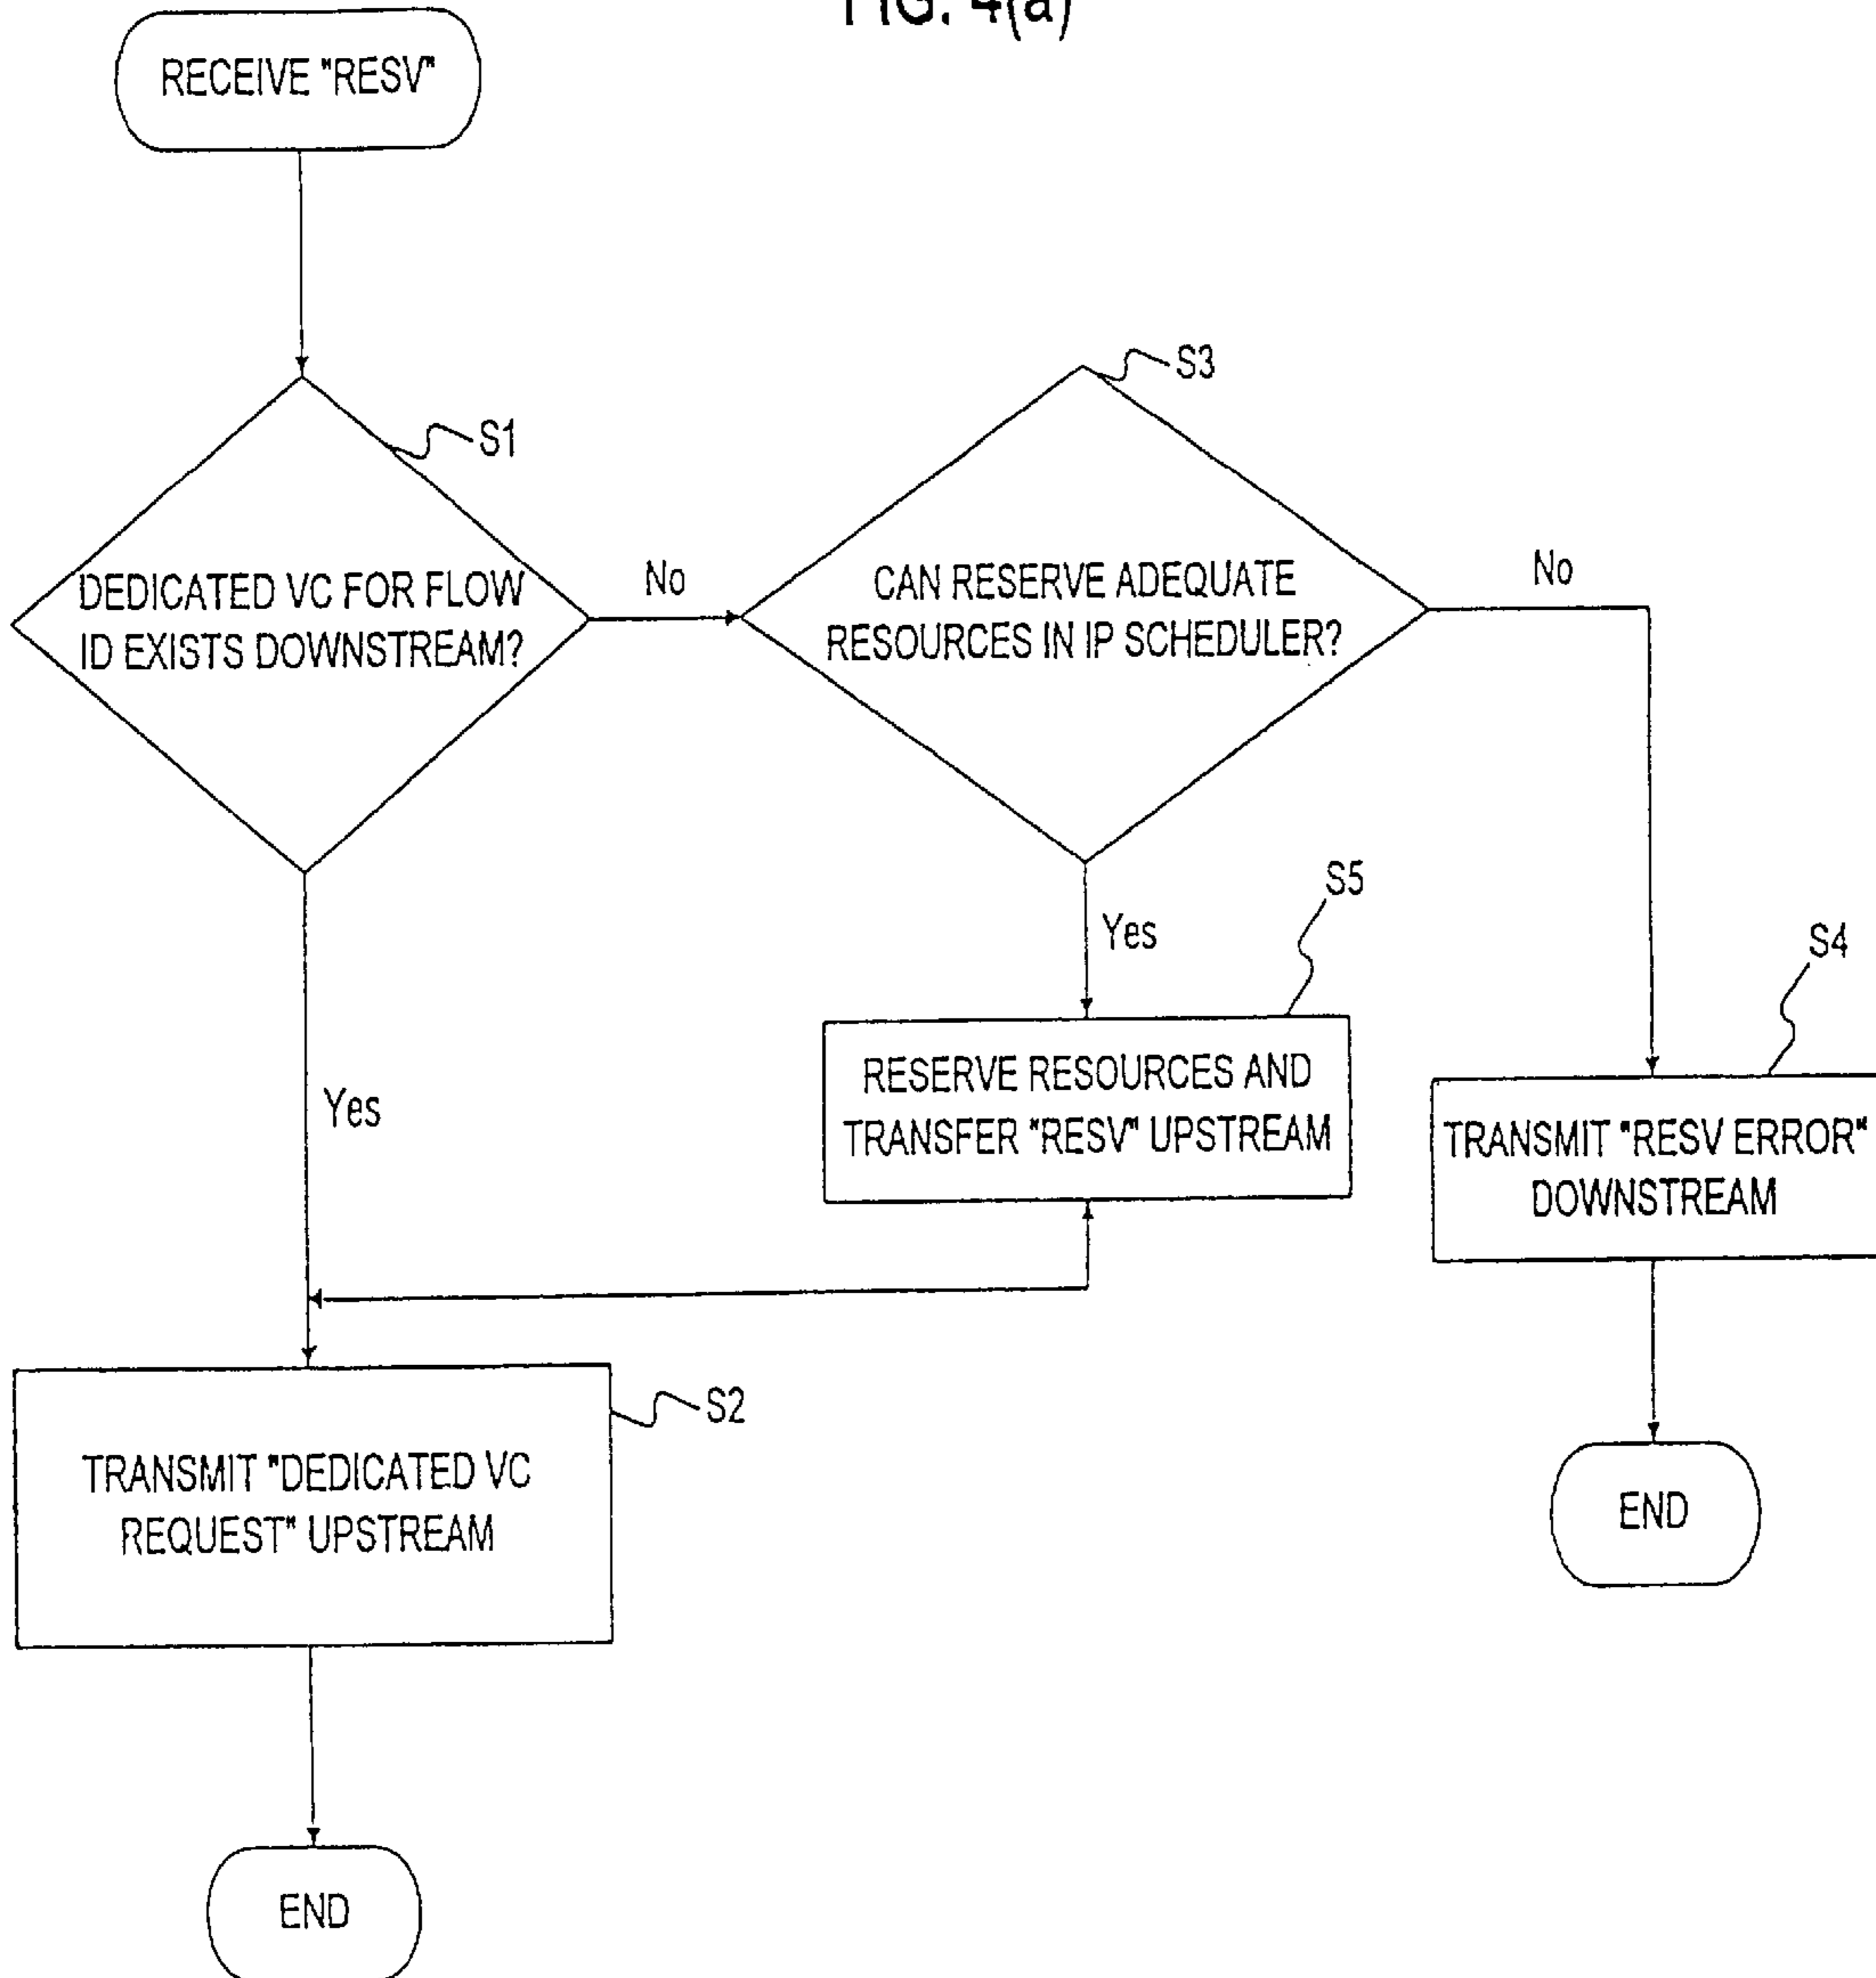 FIG. 4(a)
RECEIVE "RESV"
S1
DEDICATED VC FOR FLOW
ID EXISTS DOWNSTREAM?
No
S3
CAN RESERVE ADEQUATE
RESOURCES IN IP SCHEDULER?
No
Yes
S5
RESERVE RESOURCES AND
TRANSFER "RESV" UPSTREAM
S4
TRANSMIT "RESV ERROR"
DOWNSTREAM
END
Yes
S2
TRANSMIT "DEDICATED VC
REQUEST" UPSTREAM
END